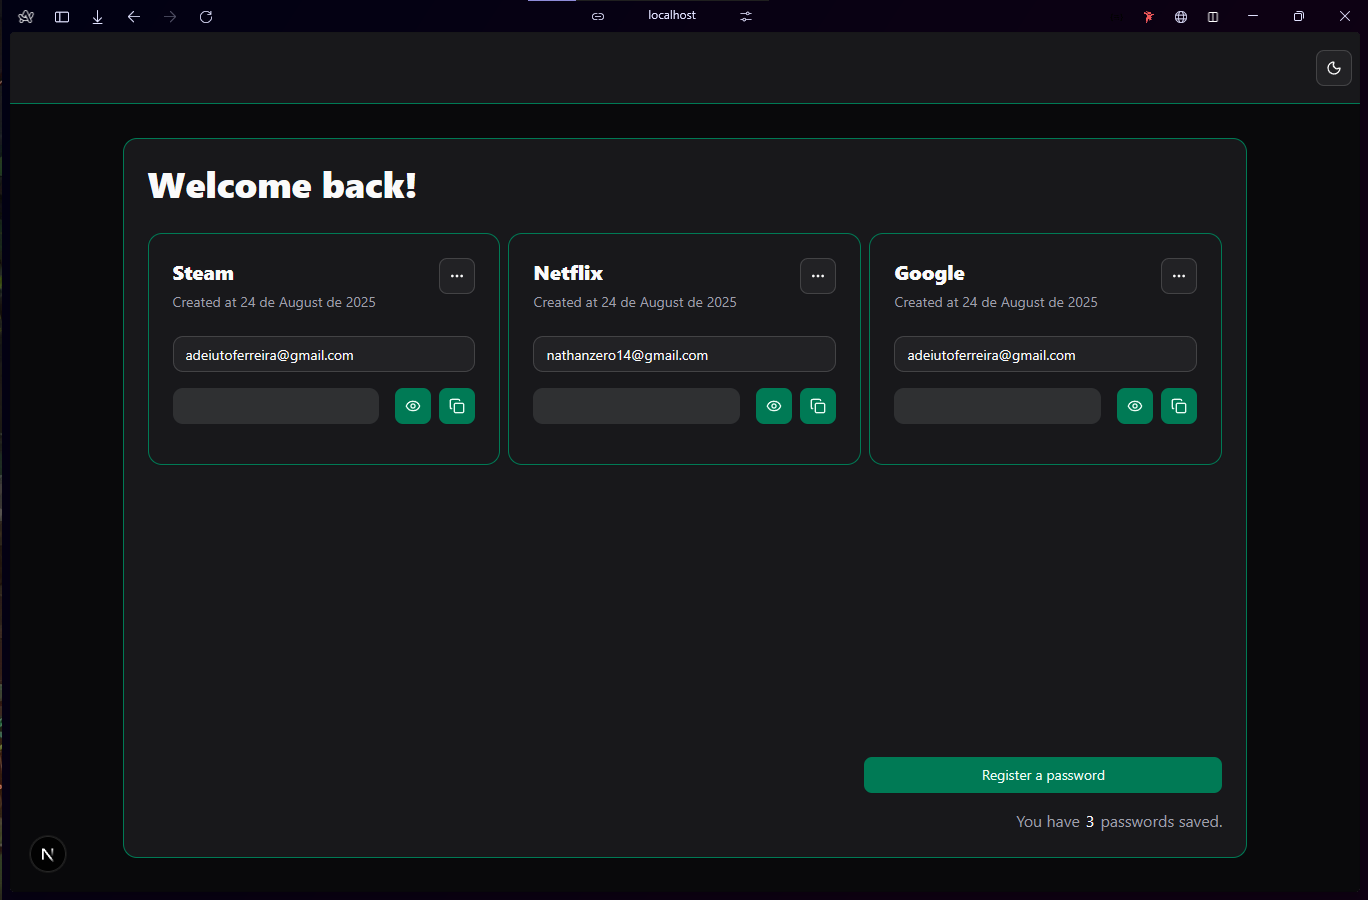 localhost
Welcome back!
Steam
Created at 24 de August de 2025
adeiutoferreira@gmail.com
Netflix
Created at 24 de August de 2025
nathanzero14@gmail.com
Google
Created at 24 de August de 2025
adeiutoferreira@gmail.com
Register a password
You have 3 passwords saved.
N